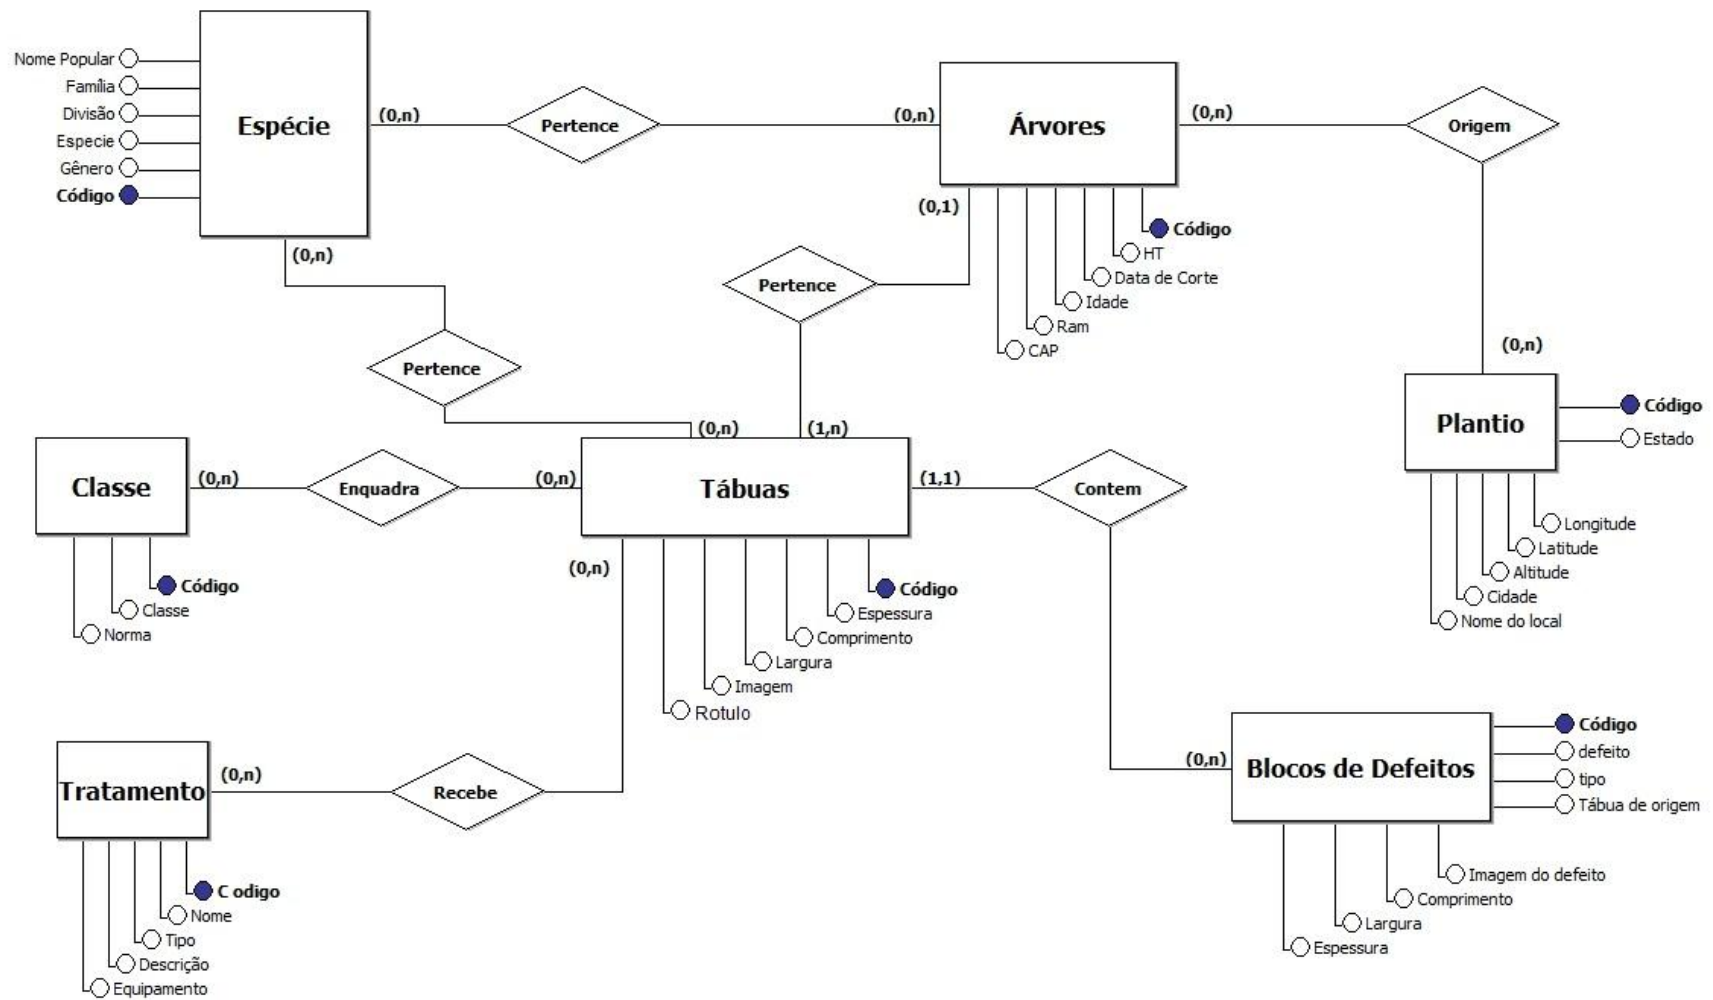 Nome Popular
Família
Divisão
Especie
Gênero
Código
Espécie
(0,n)
Pertence
(0,n)
Árvores
(0,n)
Origem
(0,n)
(0,1)
Código
HT
Data de Corte
Idade
Ram
CAP
Pertence
Pertence
(0,n)
Plantio
Código
Estado
Longitude
Latitude
Altitude
Cidade
Nome do local
(0,n)
(1,n)
Classe
(0,n)
Enquadra
(0,n)
Tábuas
(1,1)
Contem
Código
Classe
Norma
(0,n)
Código
Espessura
Comprimento
Largura
Imagem
Rotulo
Tratamento
(0,n)
Recebe
(0,n)
Blocos de Defeitos
Código
defeito
tipo
Tábua de origem
Imagem do defeito
Comprimento
Largura
Espessura
C odigo
Nome
Tipo
Descrição
Equipamento